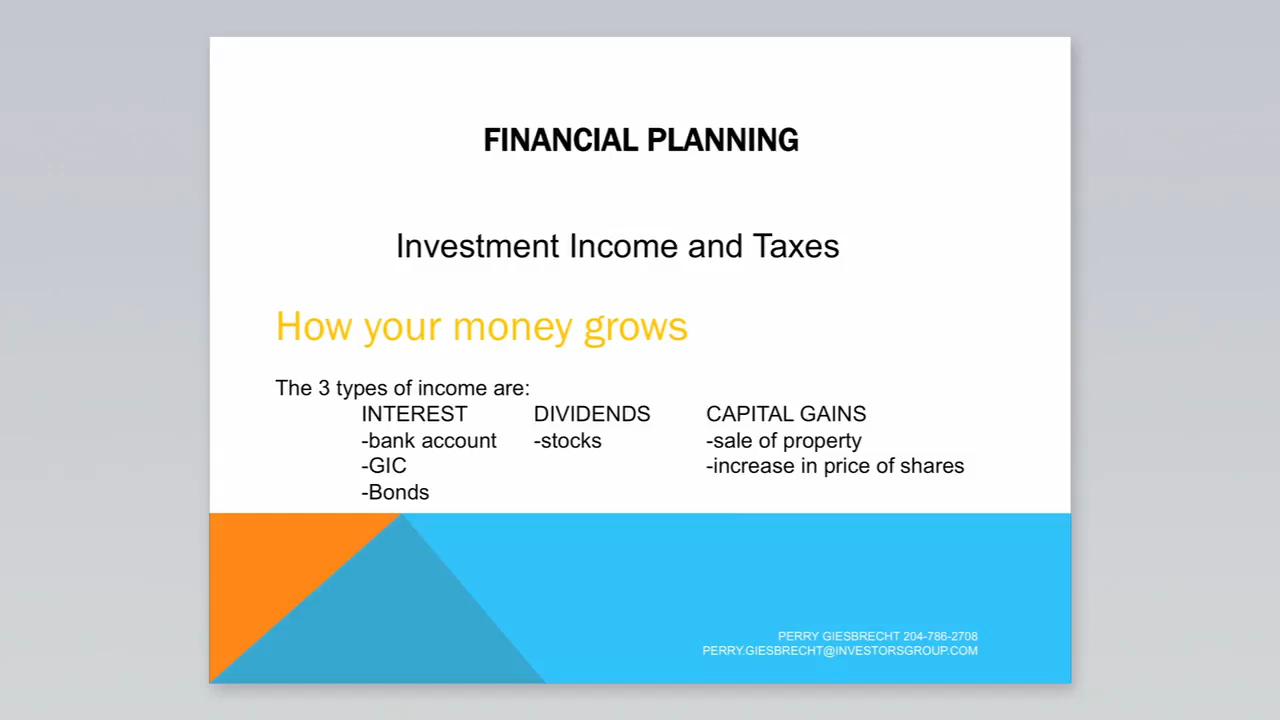 FINANCIAL PLANNING
Investment Income and Taxes
How your money grows
The 3 types of income are:
INTEREST DIVIDENDS CAPITAL GAINS
-bank account -stocks -sale of property
-GIC -increase in price of shares
-Bonds
PERRY GIESBRECHT 204-786-2708
PERRY.GIESBRECHT@INVESTORSGROUP.COM